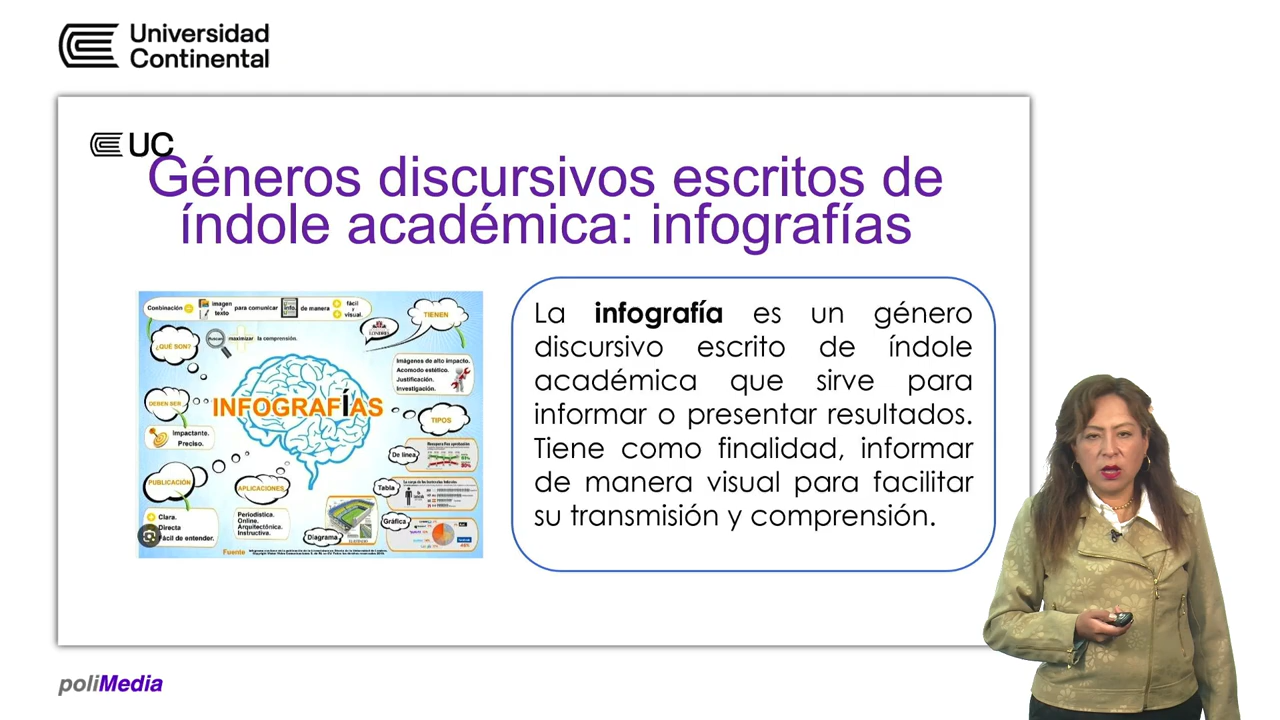 Universidad
Continental
UC
Géneros discursivos escritos de
índole académica: infografías
Combinación
imagen
y
texto
para comunicar
info.
de manera
fácil
y
visual.
TIENEN
¿QUÉ SON?
Buscan
maximizar la comprensión.
LONDRES
Imágenes de alto impacto.
Acomodo estético.
Justificación.
Investigación.
DEBEN SER
INFOGRAFÍAS
Impactante.
Preciso.
TIPOS
De línea
PUBLICACIÓN
APLICACIONES
Tabla
Clara.
Directa
Fácil de entender.
Periodística.
Online.
Arquitectónica.
Instructiva.
Diagrama
Gráfica
Fuente
La infografía es un género
discursivo escrito de índole
académica que sirve para
informar o presentar resultados.
Tiene como finalidad, informar
de manera visual para facilitar
su transmisión y comprensión.
poliMedia